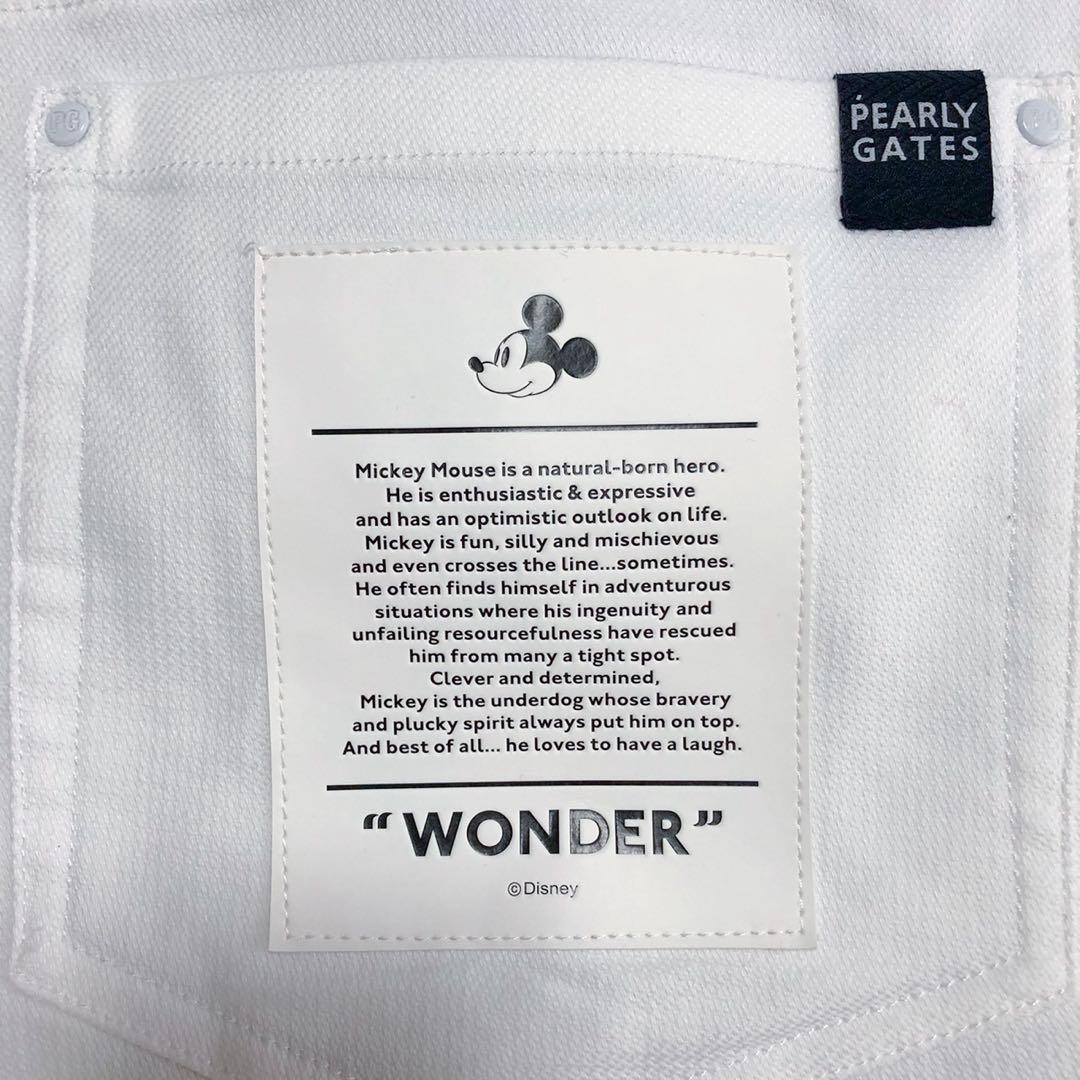 PG
PEARLY
GATES
Mickey Mouse is a natural-born hero.
He is enthusiastic & expressive
and has an optimistic outlook on life.
Mickey is fun, silly and mischievous
and even crosses the line...sometimes.
He often finds himself in adventurous
situations where his ingenuity and
unfailing resourcefulness have rescued
him from many a tight spot.
Clever and determined,
Mickey is the underdog whose bravery
and plucky spirit always put him on top.
And best of all... he loves to have a laugh.
“WONDER”
©Disney